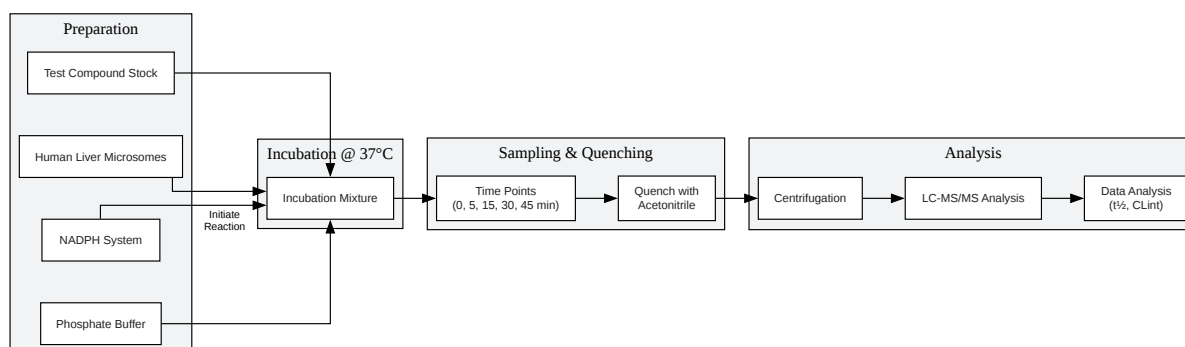 Preparation
Test Compound Stock
Human Liver Microsomes
NADPH System
Phosphate Buffer
Initiate
Reaction
Incubation @ 37°C
Incubation Mixture
Sampling & Quenching
Time Points
(0, 5, 15, 30, 45 min)
Quench with
Acetonitrile
Analysis
Centrifugation
LC-MS/MS Analysis
Data Analysis
(t½, CLint)